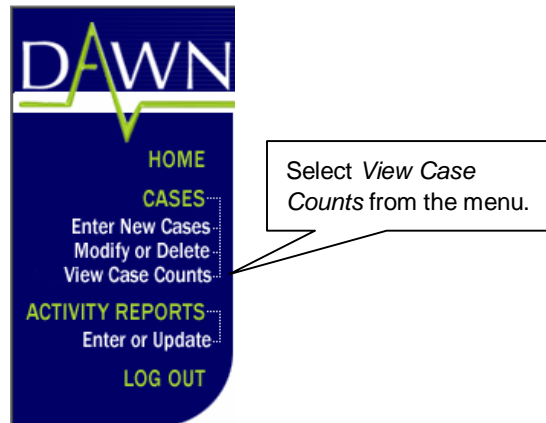 DAWN
HOME
CASES
Enter New Cases
Modify or Delete
View Case Counts
ACTIVITY REPORTS
Enter or Update
LOG OUT
Select View Case
Counts from the menu.